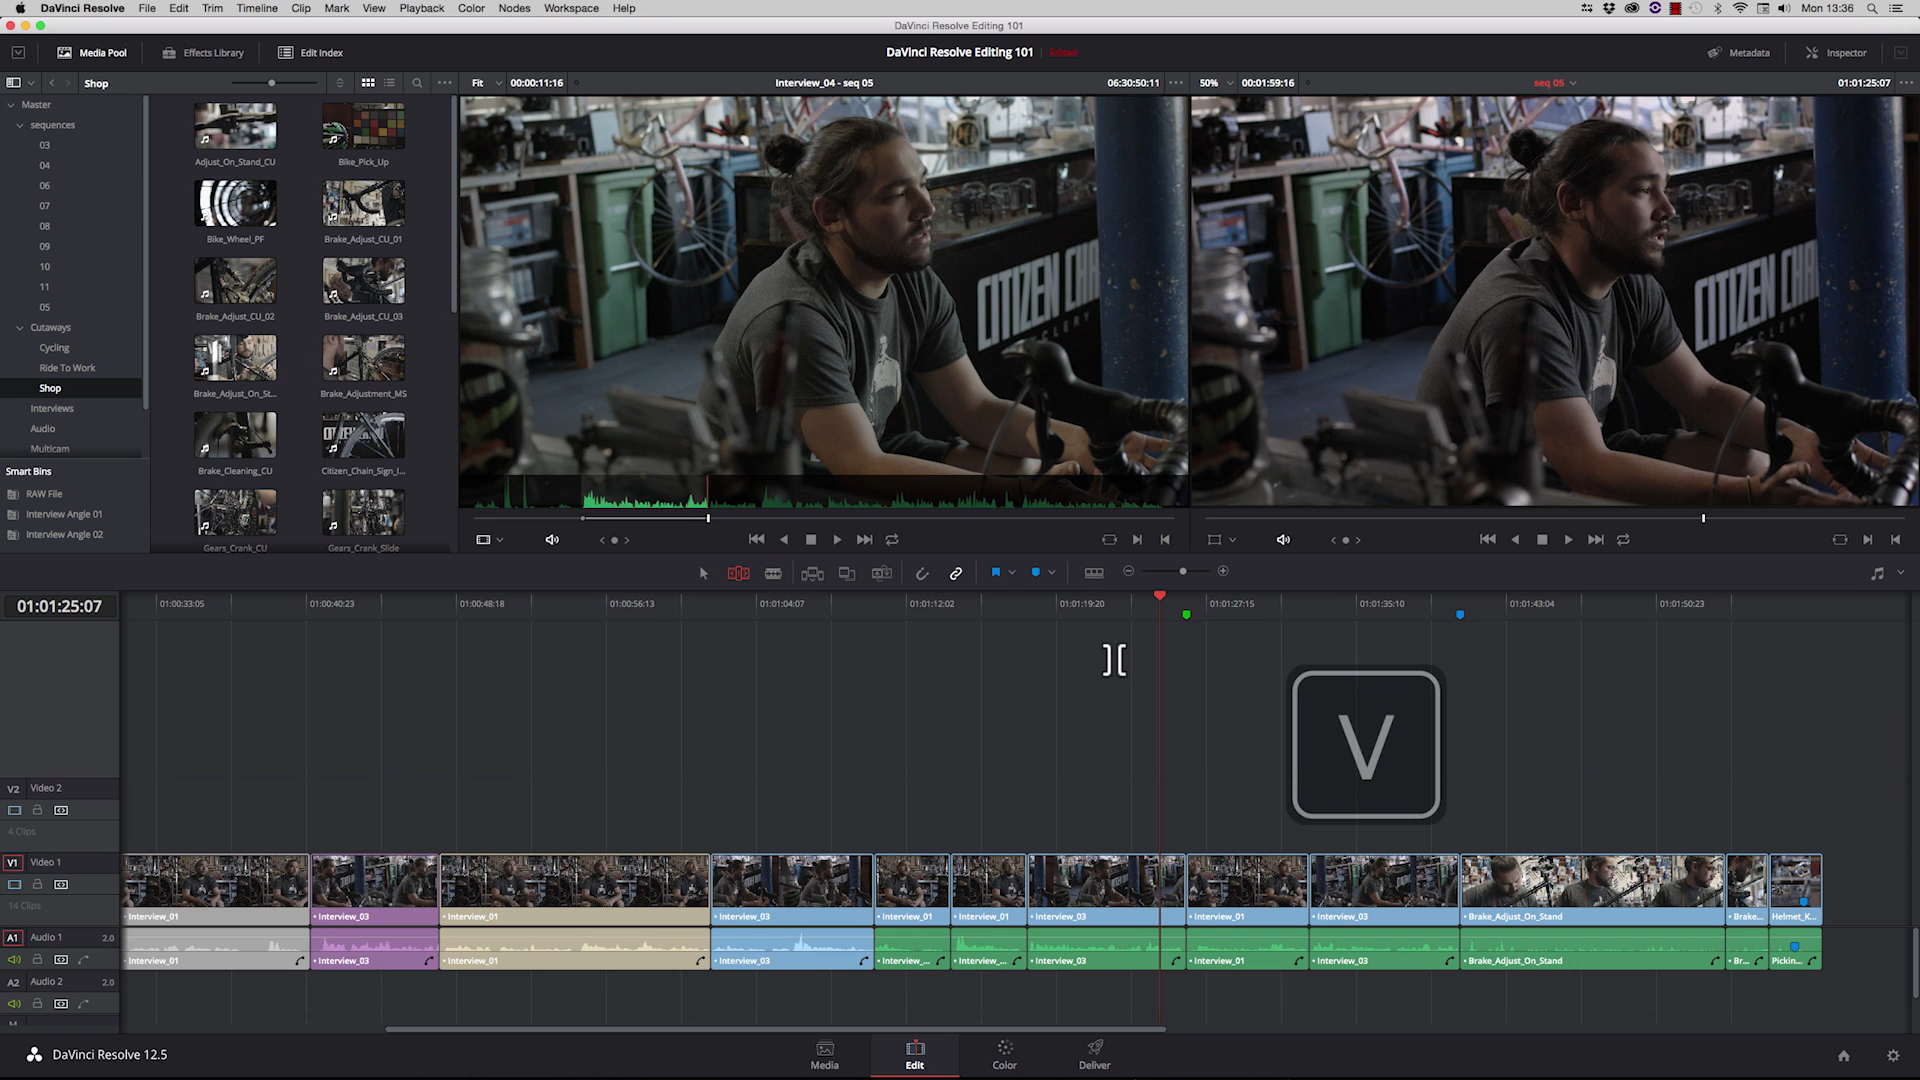 DaVinci Resolve File Edit Trim Timeline Clip Mark View Playback Color Nodes Workspace Help Mon 13:36
DaVinci Resolve Editing 101
Media Pool Effects Library Edit Index DaVinci Resolve Editing 101 Edited Metadata Inspector
Shop Fit 00:00:11:16 Interview_04 - seq 05 06:30:50:11 50% 00:01:59:16 seq 05 01:01:25:07
Master
sequences
03
04
06
07
08
09
10
11
05
Cutaways
Cycling
Ride To Work
Shop
Interviews
Audio
Multicam
Smart Bins
RAW File
Interview Angle 01
Interview Angle 02
Adjust_On_Stand_CU Bike_Pick_Up
Bike_Wheel_PF Brake_Adjust_CU_01
Brake_Adjust_CU_02 Brake_Adjust_CU_03
Brake_Adjust_On_St... Brake_Adjustment_MS
Brake_Cleaning_CU Citizen_Chain_Sign_I...
Gears_Crank_CU Gears_Crank_Slide
CITIZEN CHA
CYCLERY
CITIZEN CHA
CYCLERY
01:01:25:07 01:00:33:05 01:00:40:23 01:00:48:18 01:00:56:13 01:01:04:07 01:01:12:02 01:01:19:20 01:01:27:15 01:01:35:10 01:01:43:04 01:01:50:23
V
V2 Video 2
4 Clips
V1 Video 1
14 Clips
Interview_01 Interview_03 Interview_01 Interview_03 Interview_01 Interview_01 Interview_03 Interview_01 Interview_03 Brake_Adjust_On_Stand Brake... Helmet_K...
A1 Audio 1 2.0
Interview_01 Interview_03 Interview_01 Interview_03 Interview_... Interview_... Interview_03 Interview_01 Interview_03 Brake_Adjust_On_Stand Br... Pickin...
A2 Audio 2 2.0
M
DaVinci Resolve 12.5 Media Edit Color Deliver